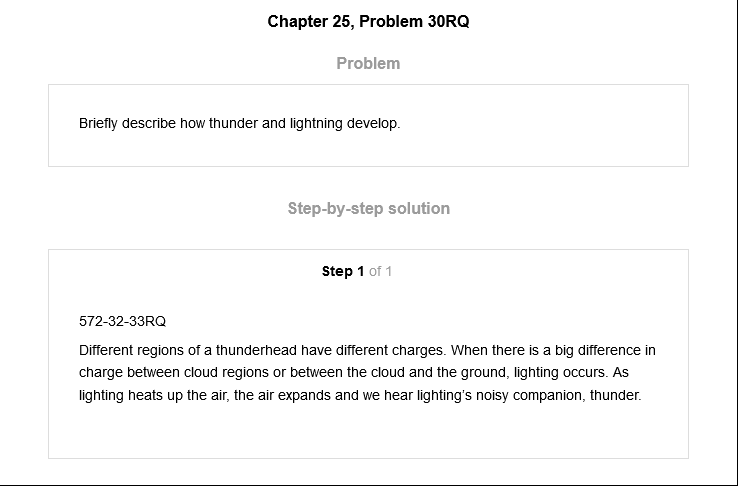 Chapter 25, Problem 30RQ
Problem
Briefly describe how thunder and lightning develop.
Step-by-step solution
Step 1 of 1
572-32-33RQ
Different regions of a thunderhead have different charges. When there is a big difference in
charge between cloud regions or between the cloud and the ground, lighting occurs. As
lighting heats up the air, the air expands and we hear lighting's noisy companion, thunder.